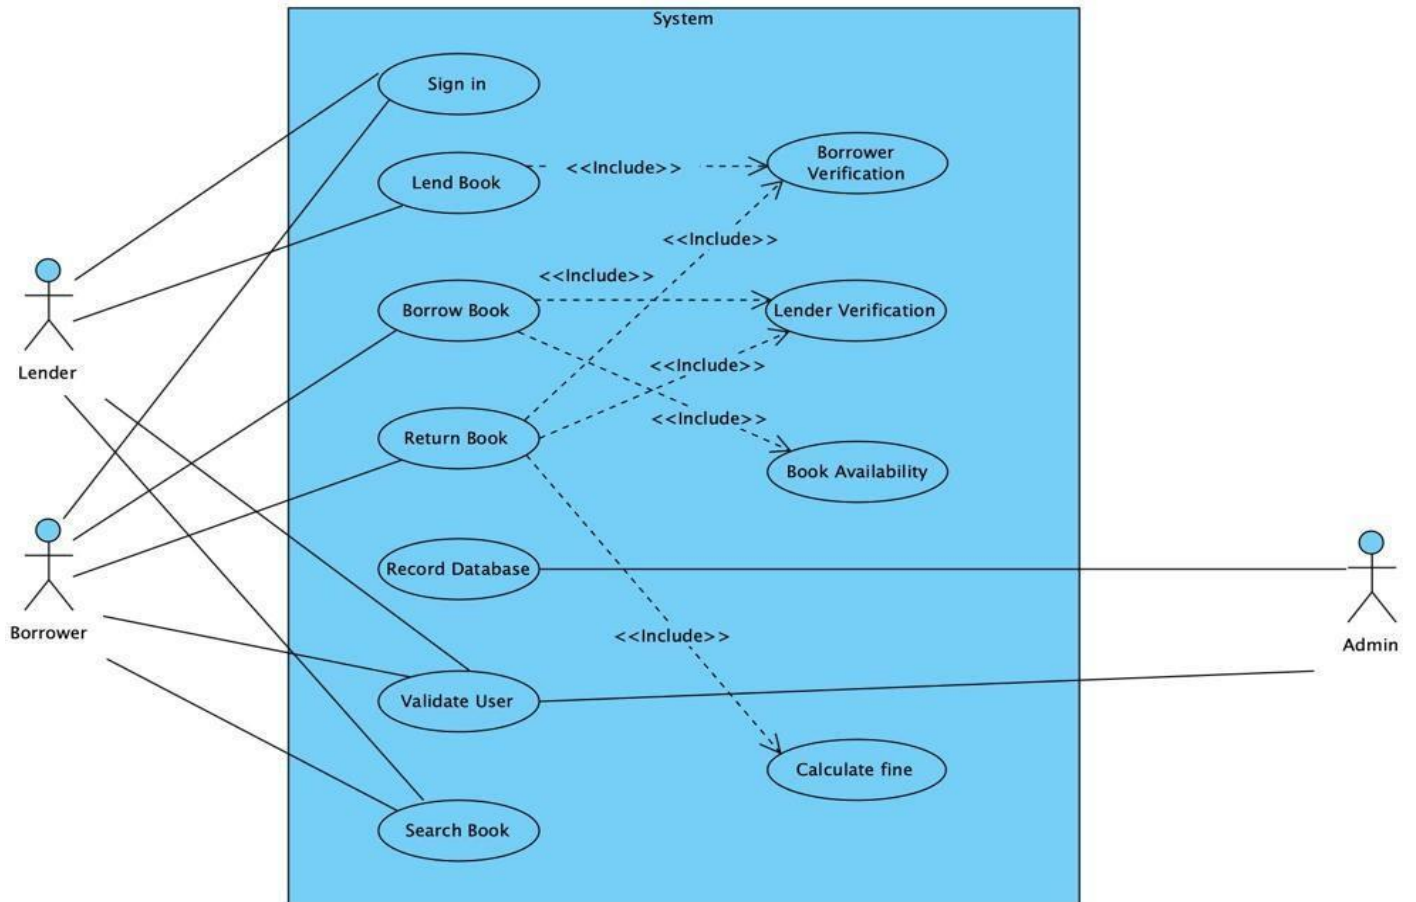 System
Sign in
Lend Book
<<Include>>
Borrower
Verification
<<Include>>
<<Include>>
Borrow Book
Lender Verification
Lender
<<Include>>
<<Include>>
Return Book
Book Availability
Record Database
Borrower
<<Include>>
Admin
Validate User
Calculate fine
Search Book